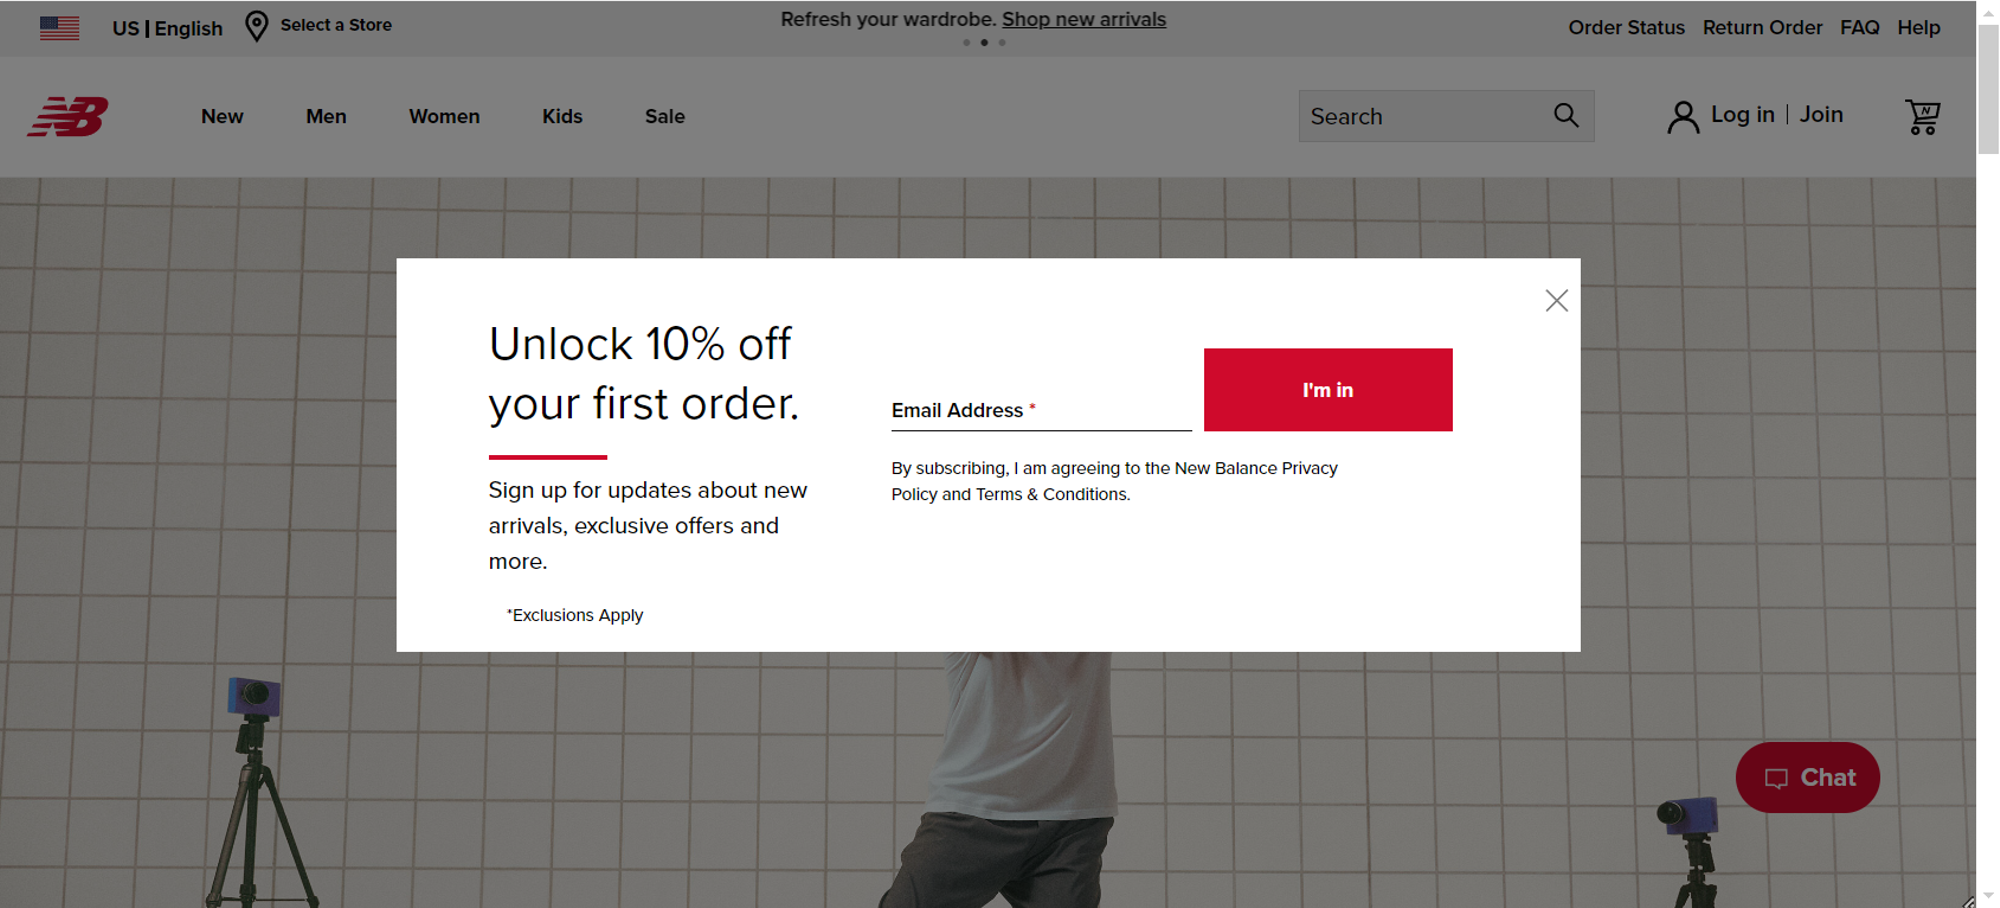 US | English
Select a Store
Refresh your wardrobe. Shop new arrivals
Order Status Return Order FAQ Help
NB
New Men Women Kids Sale
Search
Log in | Join
N
Unlock 10% off
your first order.
Sign up for updates about new
arrivals, exclusive offers and
more.
*Exclusions Apply
Email Address *
I'm in
By subscribing, I am agreeing to the New Balance Privacy
Policy and Terms & Conditions.
Chat